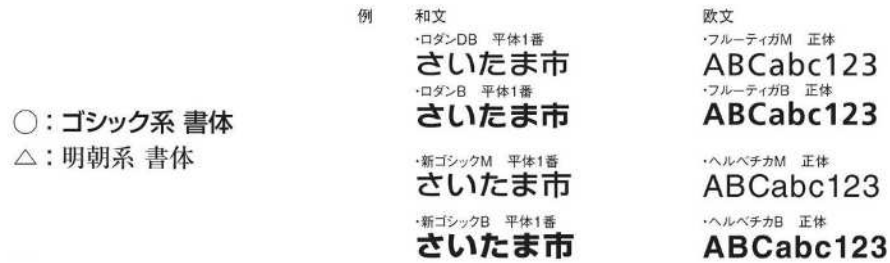 例 和文 欧文
・ロダンDB 平体1番 ・フルーティガM 正体
さいたま市 ABCabc123
・ロダンB 平体1番 ・フルーティガB 正体
さいたま市 ABCabc123
○：ゴシック系 書体
△：明朝系 書体
・新ゴシックM 平体1番 ・ヘルベチカM 正体
さいたま市 ABCabc123
・新ゴシックB 平体1番 ・ヘルベチカB 正体
さいたま市 ABCabc123